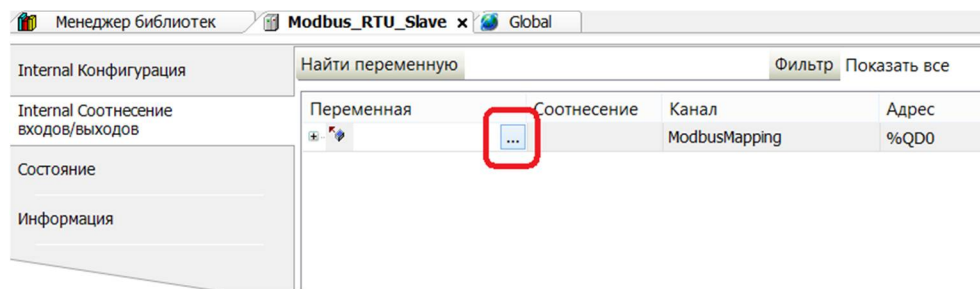 Менеджер библиотек
Modbus_RTU_Slave x
Global
Internal Конфигурация
Internal Соотнесение
входов/выходов
Состояние
Информация
Найти переменную
Фильтр Показать все
Переменная Соотнесение Канал Адрес
... ModbusMapping %QD0